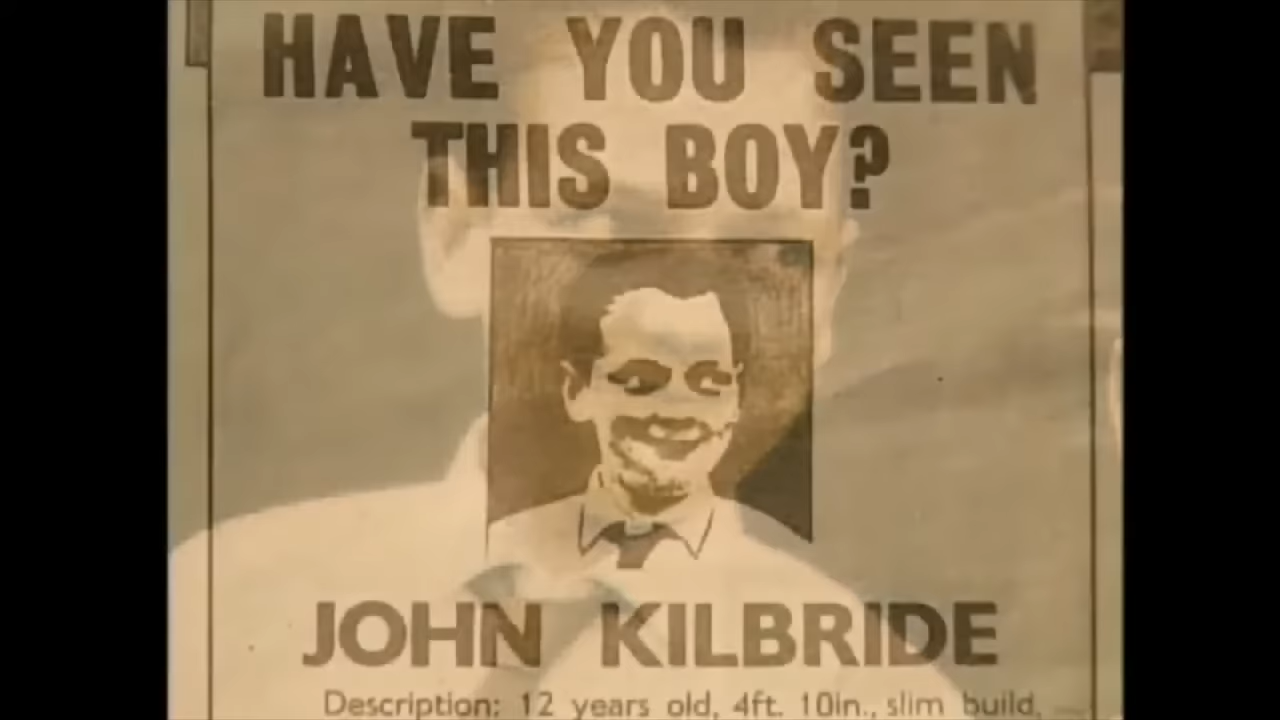 HAVE YOU SEEN
THIS BOY?
JOHN KILBRIDE
Description: 12 years old, 4ft. 10in., slim build,